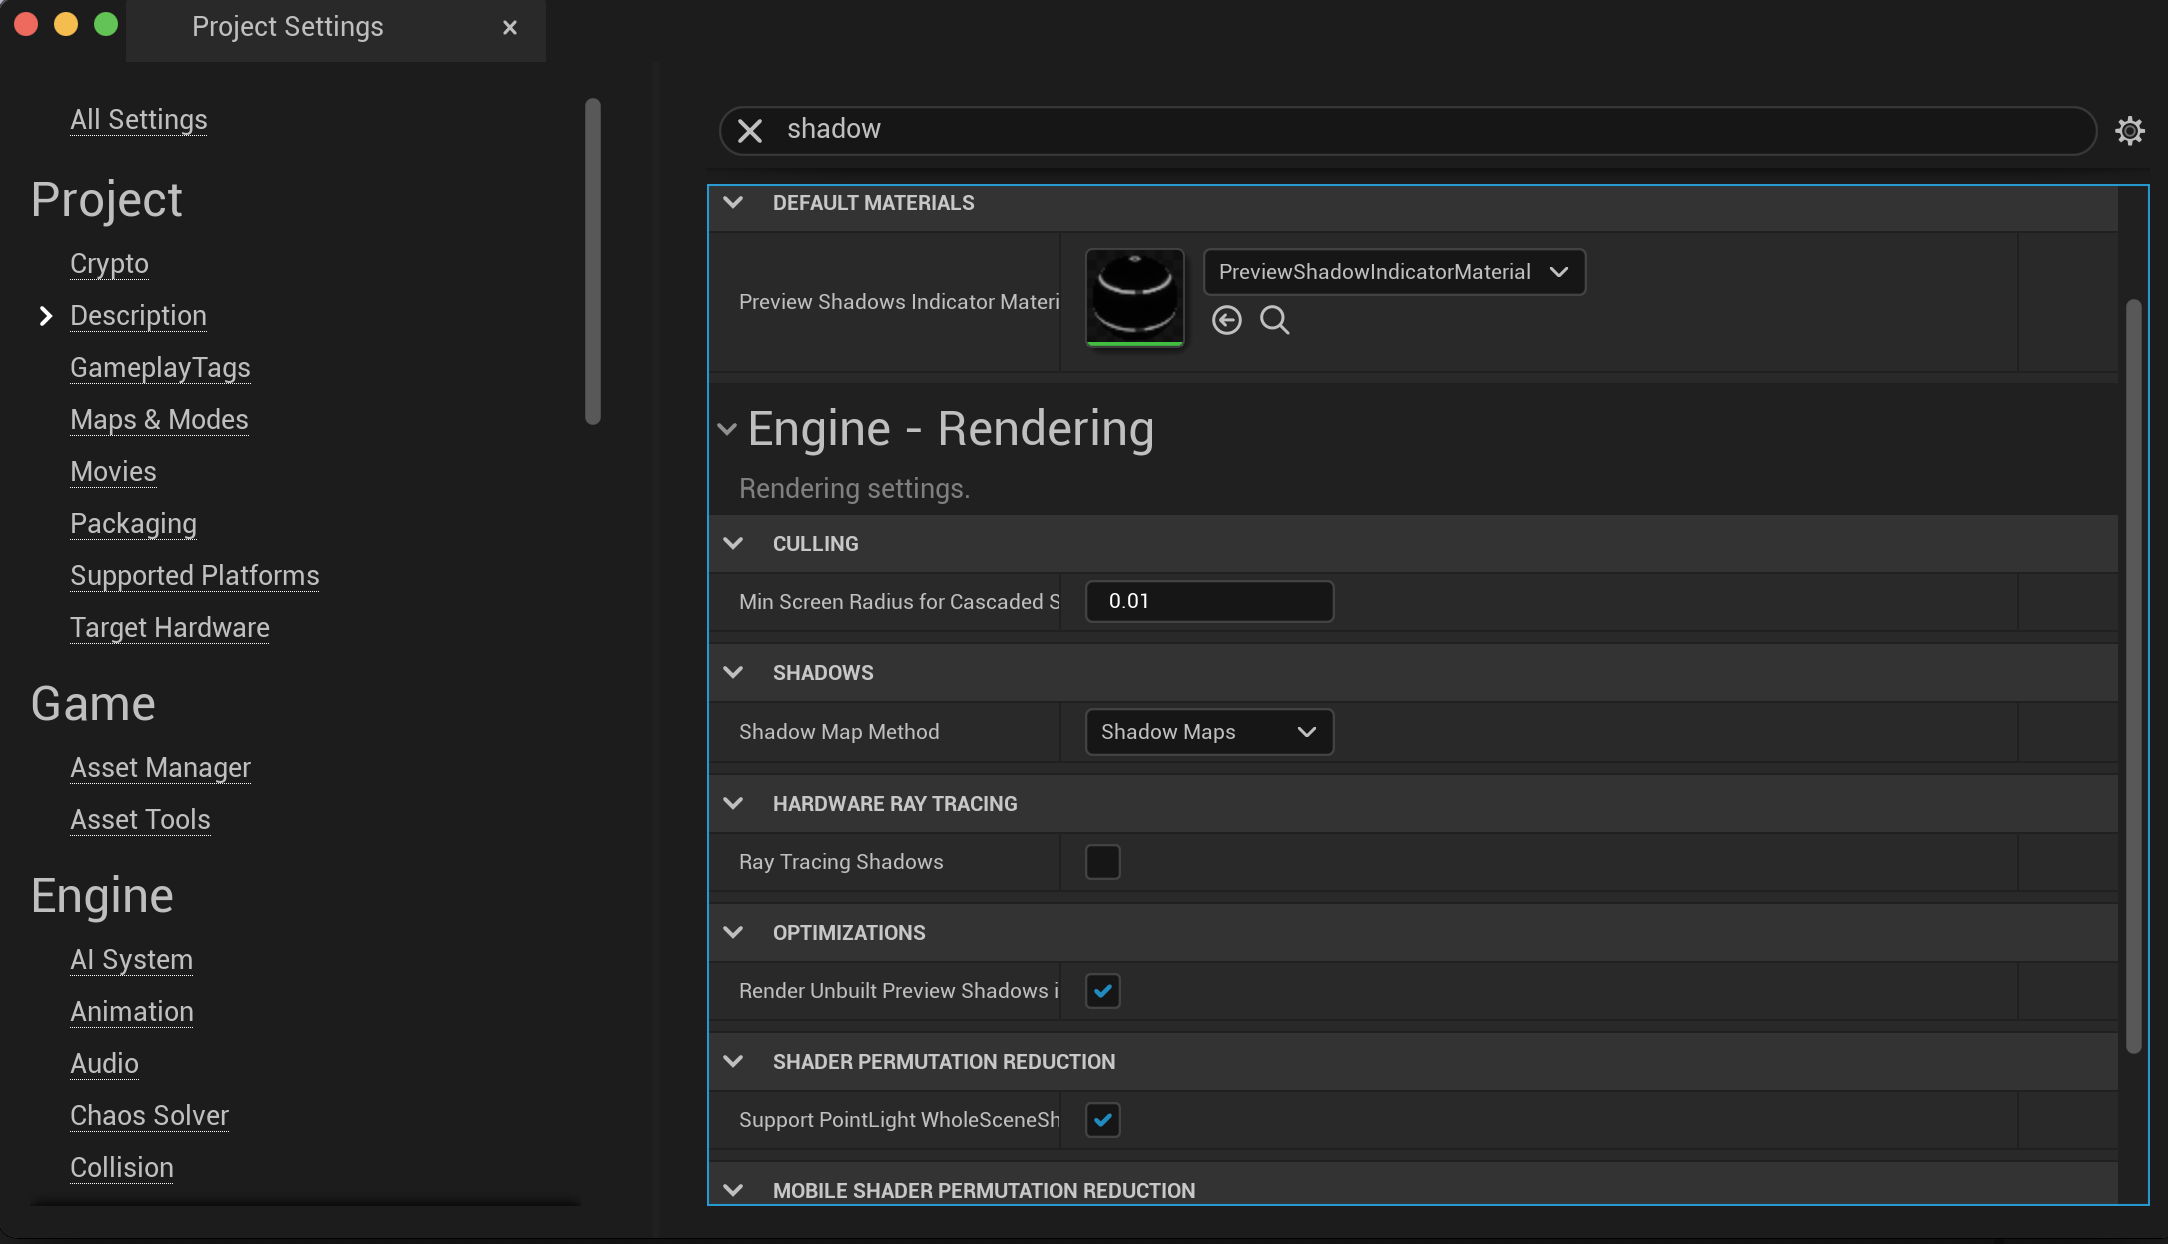 Project Settings
All Settings
Project
Crypto
Description
GameplayTags
Maps & Modes
Movies
Packaging
Supported Platforms
Target Hardware
Game
Asset Manager
Asset Tools
Engine
AI System
Animation
Audio
Chaos Solver
Collision
shadow
DEFAULT MATERIALS
Preview Shadows Indicator Materi
PreviewShadowIndicatorMaterial
Engine - Rendering
Rendering settings.
CULLING
Min Screen Radius for Cascaded S
0.01
SHADOWS
Shadow Map Method
Shadow Maps
HARDWARE RAY TRACING
Ray Tracing Shadows
OPTIMIZATIONS
Render Unbuilt Preview Shadows i
SHADER PERMUTATION REDUCTION
Support PointLight WholeSceneSh
MOBILE SHADER PERMUTATION REDUCTION